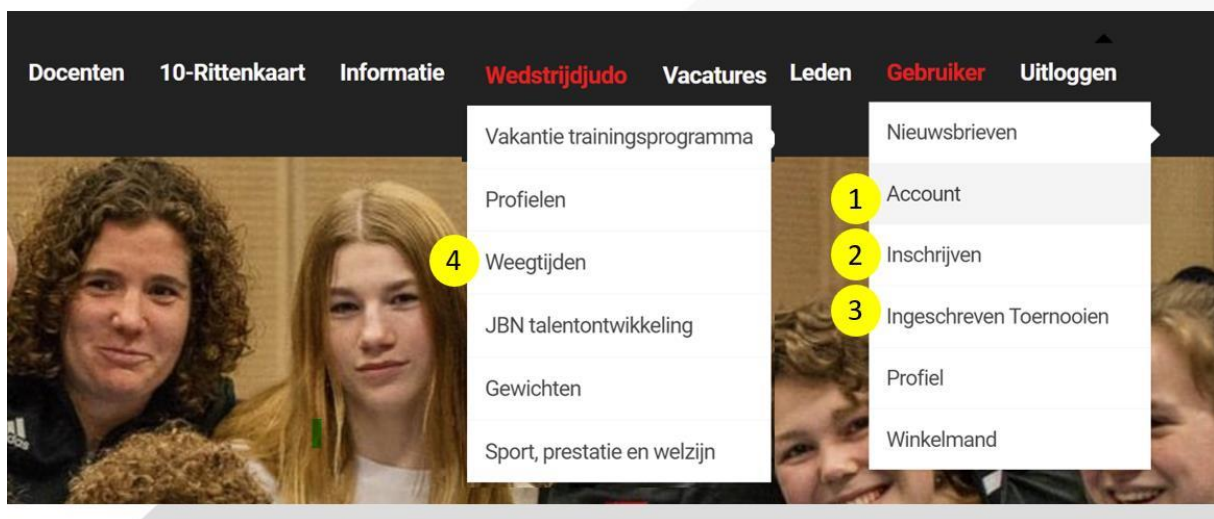 Docenten 10-Rittenkaart Informatie Wedstrijdjudo Vacatures Leden Gebruiker Uitloggen
Vakantie trainingsprogramma
Profielen
4 Weegtijden
JBN talentontwikkeling
Gewichten
Sport, prestatie en welzijn
Nieuwsbrieven
1 Account
2 Inschrijven
3 Ingeschreven Toernooien
Profiel
Winkelmand